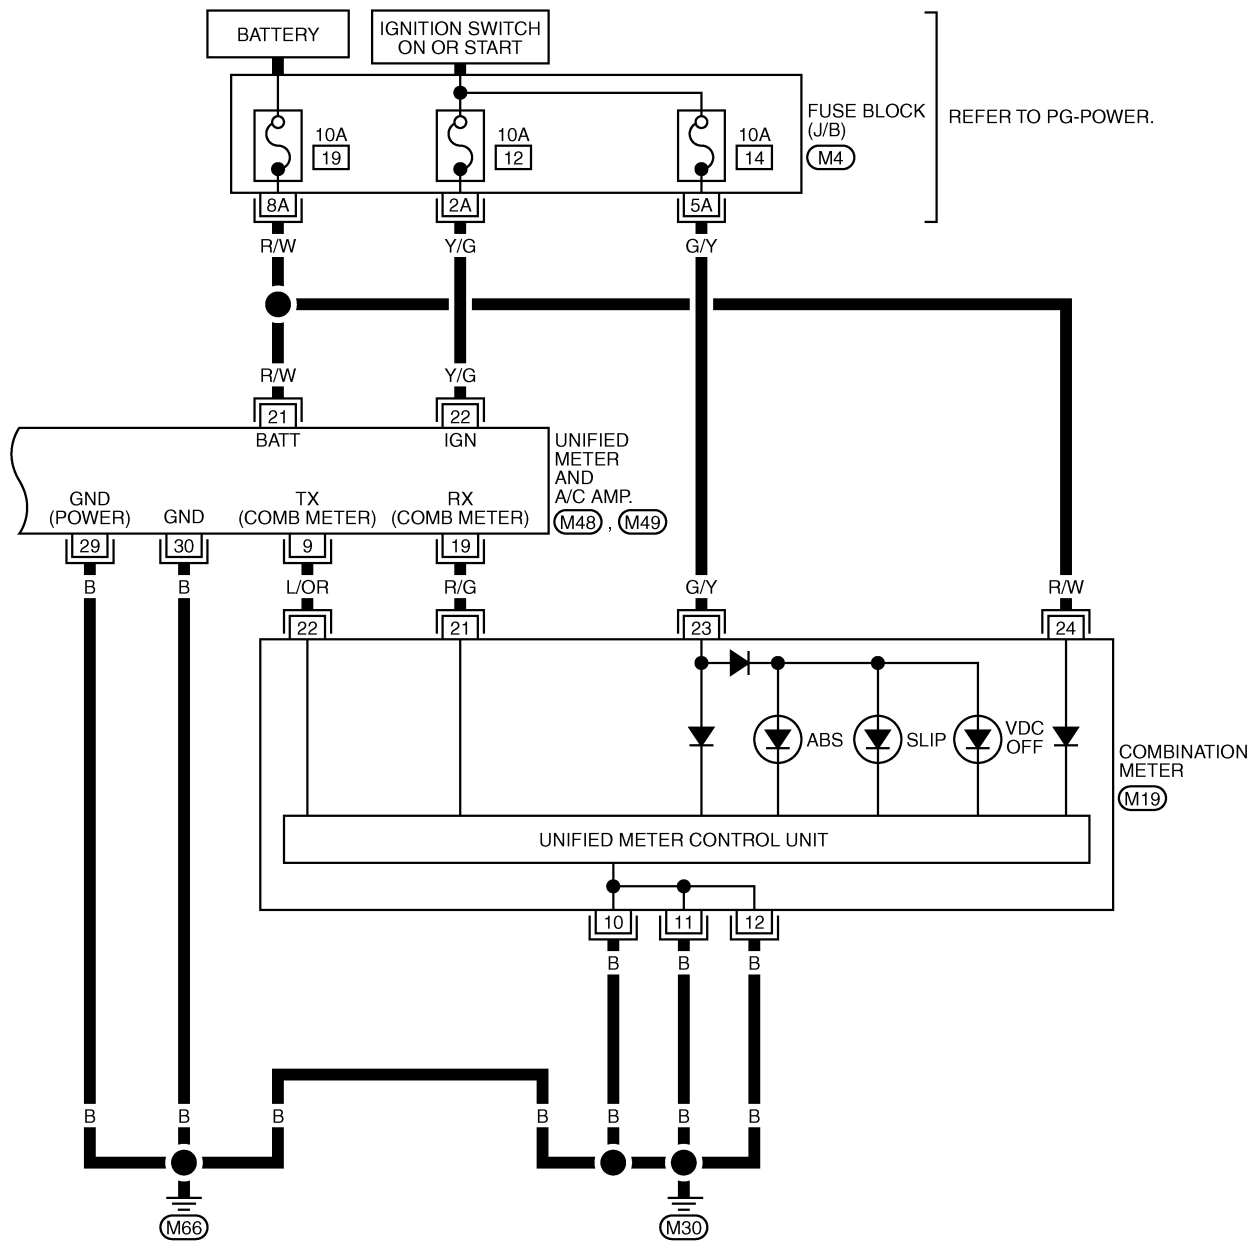 BATTERY
IGNITION SWITCH
ON OR START
10A
19
10A
12
10A
14
FUSE BLOCK
(J/B)
M4
REFER TO PG-POWER.
8A
2A
5A
R/W
Y/G
G/Y
R/W
Y/G
21
22
BATT
IGN
UNIFIED
METER
AND
A/C AMP.
M48 , M49
GND
(POWER)
GND
TX
(COMB METER)
RX
(COMB METER)
29
30
9
19
B
B
L/OR
R/G
G/Y
R/W
22
21
23
24
ABS
SLIP
VDC
OFF
COMBINATION
METER
M19
UNIFIED METER CONTROL UNIT
10
11
12
B
B
B
B
B
B
B
B
B
B
M66
M30